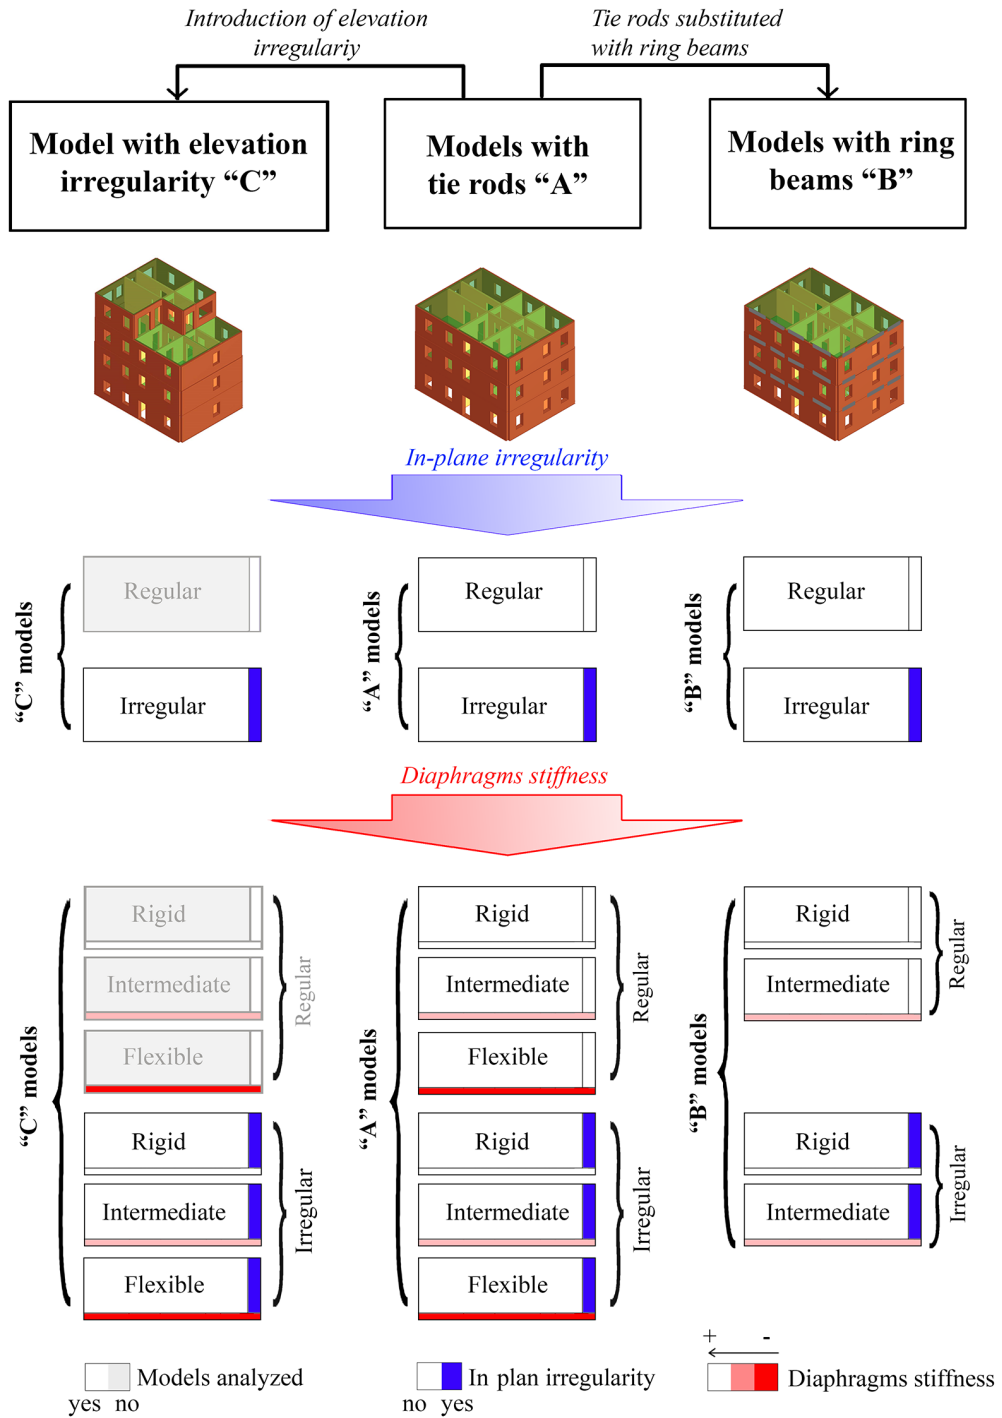 Introduction of elevation
irregulariy
Tie rods substituted
with ring beams
Model with elevation
irregularity “C”
Models with
tie rods “A”
Models with ring
beams “B”
In-plane irregularity
“C” models
Regular
Irregular
“A” models
Regular
Irregular
“B” models
Regular
Irregular
Diaphragms stiffness
“C” models
Rigid
Intermediate
Flexible
Regular
Rigid
Intermediate
Flexible
Irregular
“A” models
Rigid
Intermediate
Flexible
Regular
Rigid
Intermediate
Flexible
Irregular
“B” models
Rigid
Intermediate
Regular
Rigid
Intermediate
Irregular
Models analyzed
yes no
In plan irregularity
no yes
+ -
Diaphragms stiffness